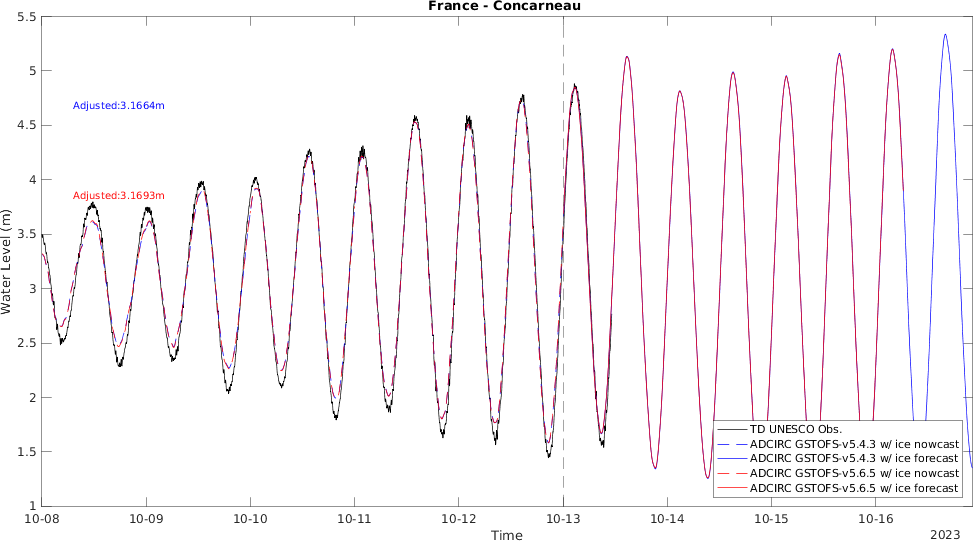 France - Concarneau
5.5
5
4.5
4
3.5
3
2.5
2
1.5
1
Water Level (m)
Adjusted:3.1664m
Adjusted:3.1693m
TD UNESCO Obs.
ADCIRC GSTOFS-v5.4.3 w/ ice nowcast
ADCIRC GSTOFS-v5.4.3 w/ ice forecast
ADCIRC GSTOFS-v5.6.5 w/ ice nowcast
ADCIRC GSTOFS-v5.6.5 w/ ice forecast
10-08 10-09 10-10 10-11 10-12 10-13 10-14 10-15 10-16
Time
2023